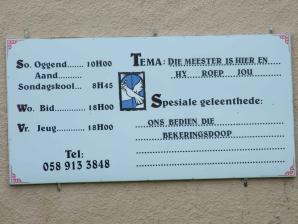 So. Oggend...... 10H00
Aand..........
Sondagskool... 8H45
Wo. Bid.......... 18H00
Vr. Jeug.......... 18H00
Tel:
058 913 3848
Tema: Die Meester is hier en
hy roep jou
Spesiale geleenthede:
ons bedien die
bekeringsdoop